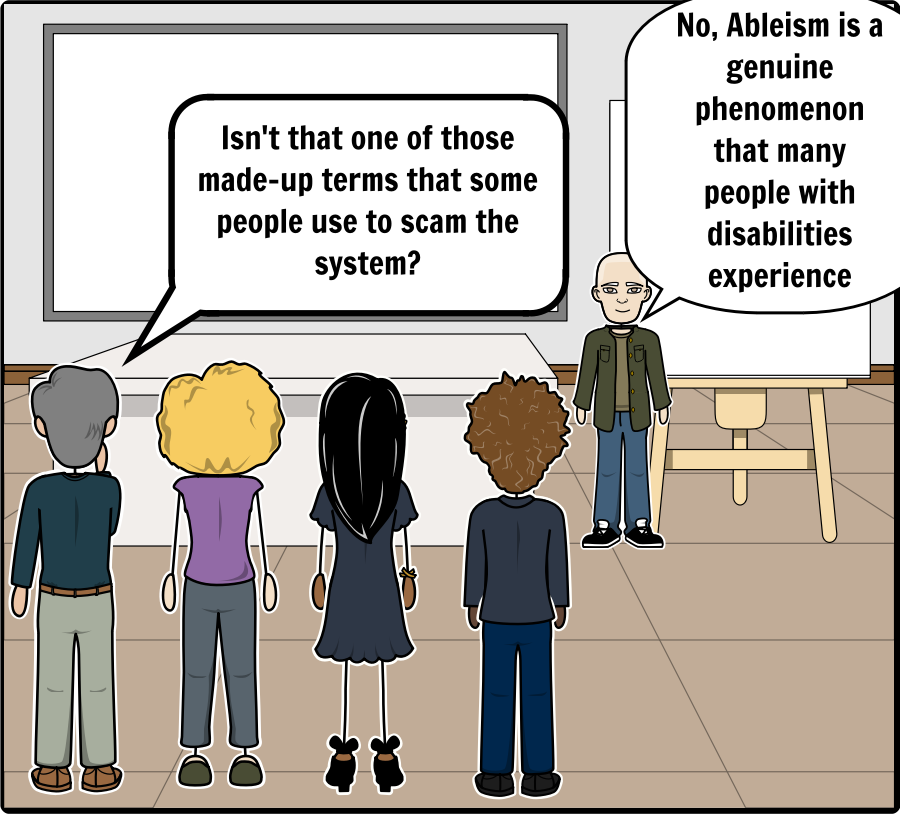 Isn't that one of those
made-up terms that some
people use to scam the
system?
No, Ableism is a
genuine
phenomenon
that many
people with
disabilities
experience